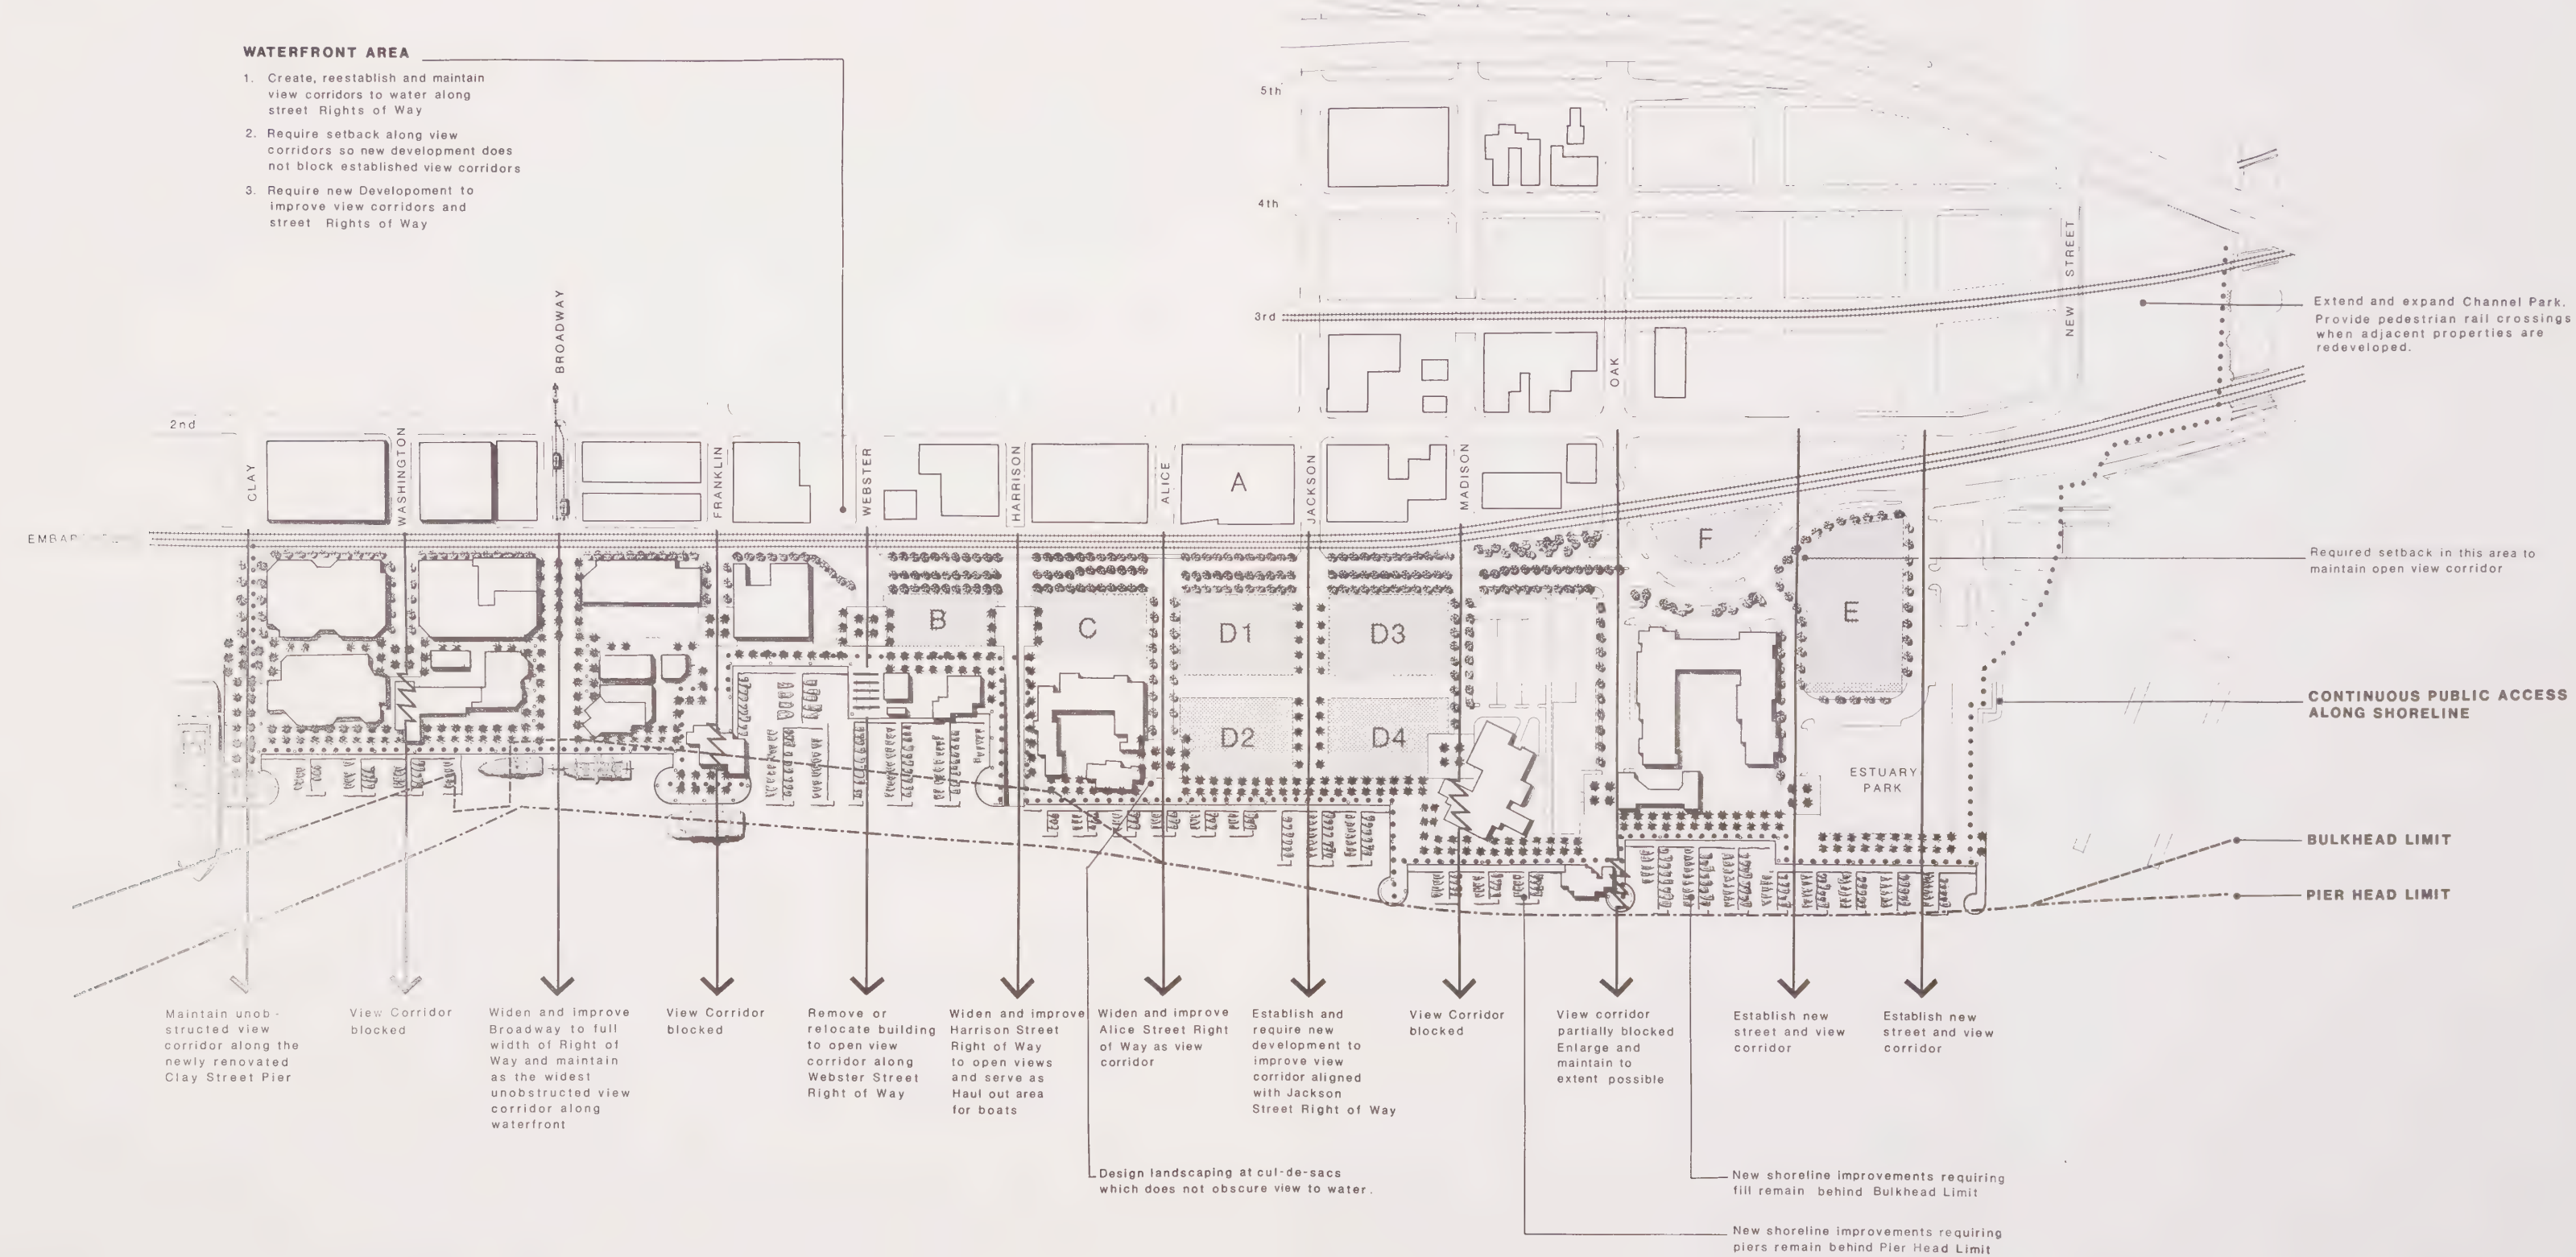 WATERFRONT AREA
1. Create, reestablish and maintain
view corridors to water along
street Rights of Way
2. Require setback along view
corridors so new development does
not block established view corridors
3. Require new Developoment to
improve view corridors and
street Rights of Way
5th
4th
3rd
2nd
BROADWAY
NEW STREET
OAK
CLAY
WASHINGTON
FRANKLIN
WEBSTER
HARRISON
ALICE
JACKSON
MADISON
A
B
C
D1
D2
D3
D4
E
F
ESTUARY
PARK
Extend and expand Channel Park.
Provide pedestrian rail crossings
when adjacent properties are
redeveloped.
Required setback in this area to
maintain open view corridor
CONTINUOUS PUBLIC ACCESS
ALONG SHORELINE
BULKHEAD LIMIT
PIER HEAD LIMIT
Maintain unob-
structed view
corridor along the
newly renovated
Clay Street Pier
View Corridor
blocked
Widen and improve
Broadway to full
width of Right of
Way and maintain
as the widest
unobstructed view
corridor along
waterfront
View Corridor
blocked
Remove or
relocate building
to open view
corridor along
Webster Street
Right of Way
Widen and improve
Harrison Street
Right of Way
to open views
and serve as
Haul out area
for boats
Widen and improve
Alice Street Right
of Way as view
corridor
Establish and
require new
development to
improve view
corridor aligned
with Jackson
Street Right of Way
View Corridor
blocked
View corridor
partially blocked
Enlarge and
maintain to
extent possible
Establish new
street and view
corridor
Establish new
street and view
corridor
Design landscaping at cul-de-sacs
which does not obscure view to water.
New shoreline improvements requiring
fill remain behind Bulkhead Limit
New shoreline improvements requiring
piers remain behind Pier Head Limit